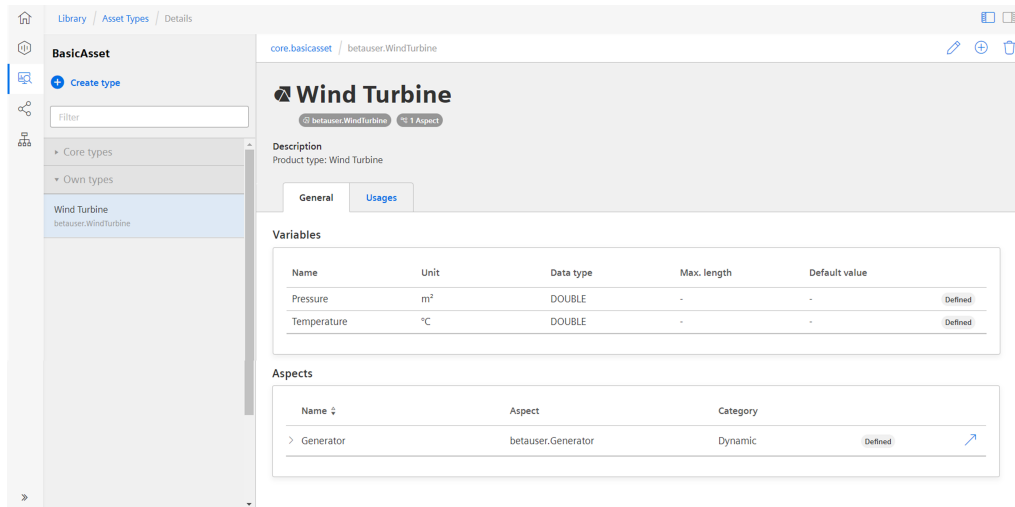 Library / Asset Types / Details
BasicAsset
Create type
Filter
Core types
Own types
Wind Turbine
betauser.WindTurbine
core.basicasset / betauser.WindTurbine
Wind Turbine
betauser.WindTurbine 1 Aspect
Description
Product type: Wind Turbine
General Usages
Variables
Name Unit Data type Max. length Default value
Pressure m² DOUBLE - - Defined
Temperature °C DOUBLE - - Defined
Aspects
Name Aspect Category
Generator betauser.Generator Dynamic Defined